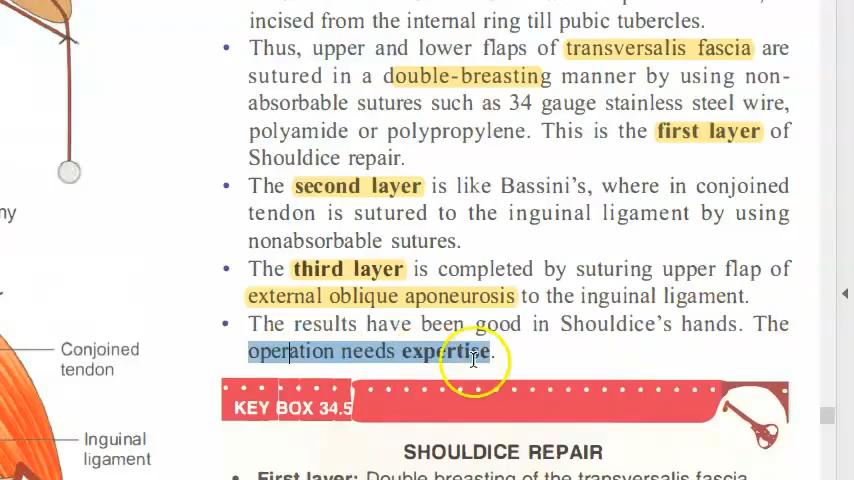 incised from the internal ring till pubic tubercles.
• Thus, upper and lower flaps of transversalis fascia are
sutured in a double-breasting manner by using non-
absorbable sutures such as 34 gauge stainless steel wire,
polyamide or polypropylene. This is the first layer of
Shouldice repair.
• The second layer is like Bassini's, where in conjoined
tendon is sutured to the inguinal ligament by using
nonabsorbable sutures.
• The third layer is completed by suturing upper flap of
external oblique aponeurosis to the inguinal ligament.
• The results have been good in Shouldice's hands. The
operation needs expertise.
KEY BOX 34.5
SHOULDICE REPAIR
• First layer: Double breasting of the transversalis fascia
Conjoined
tendon
Inguinal
ligament